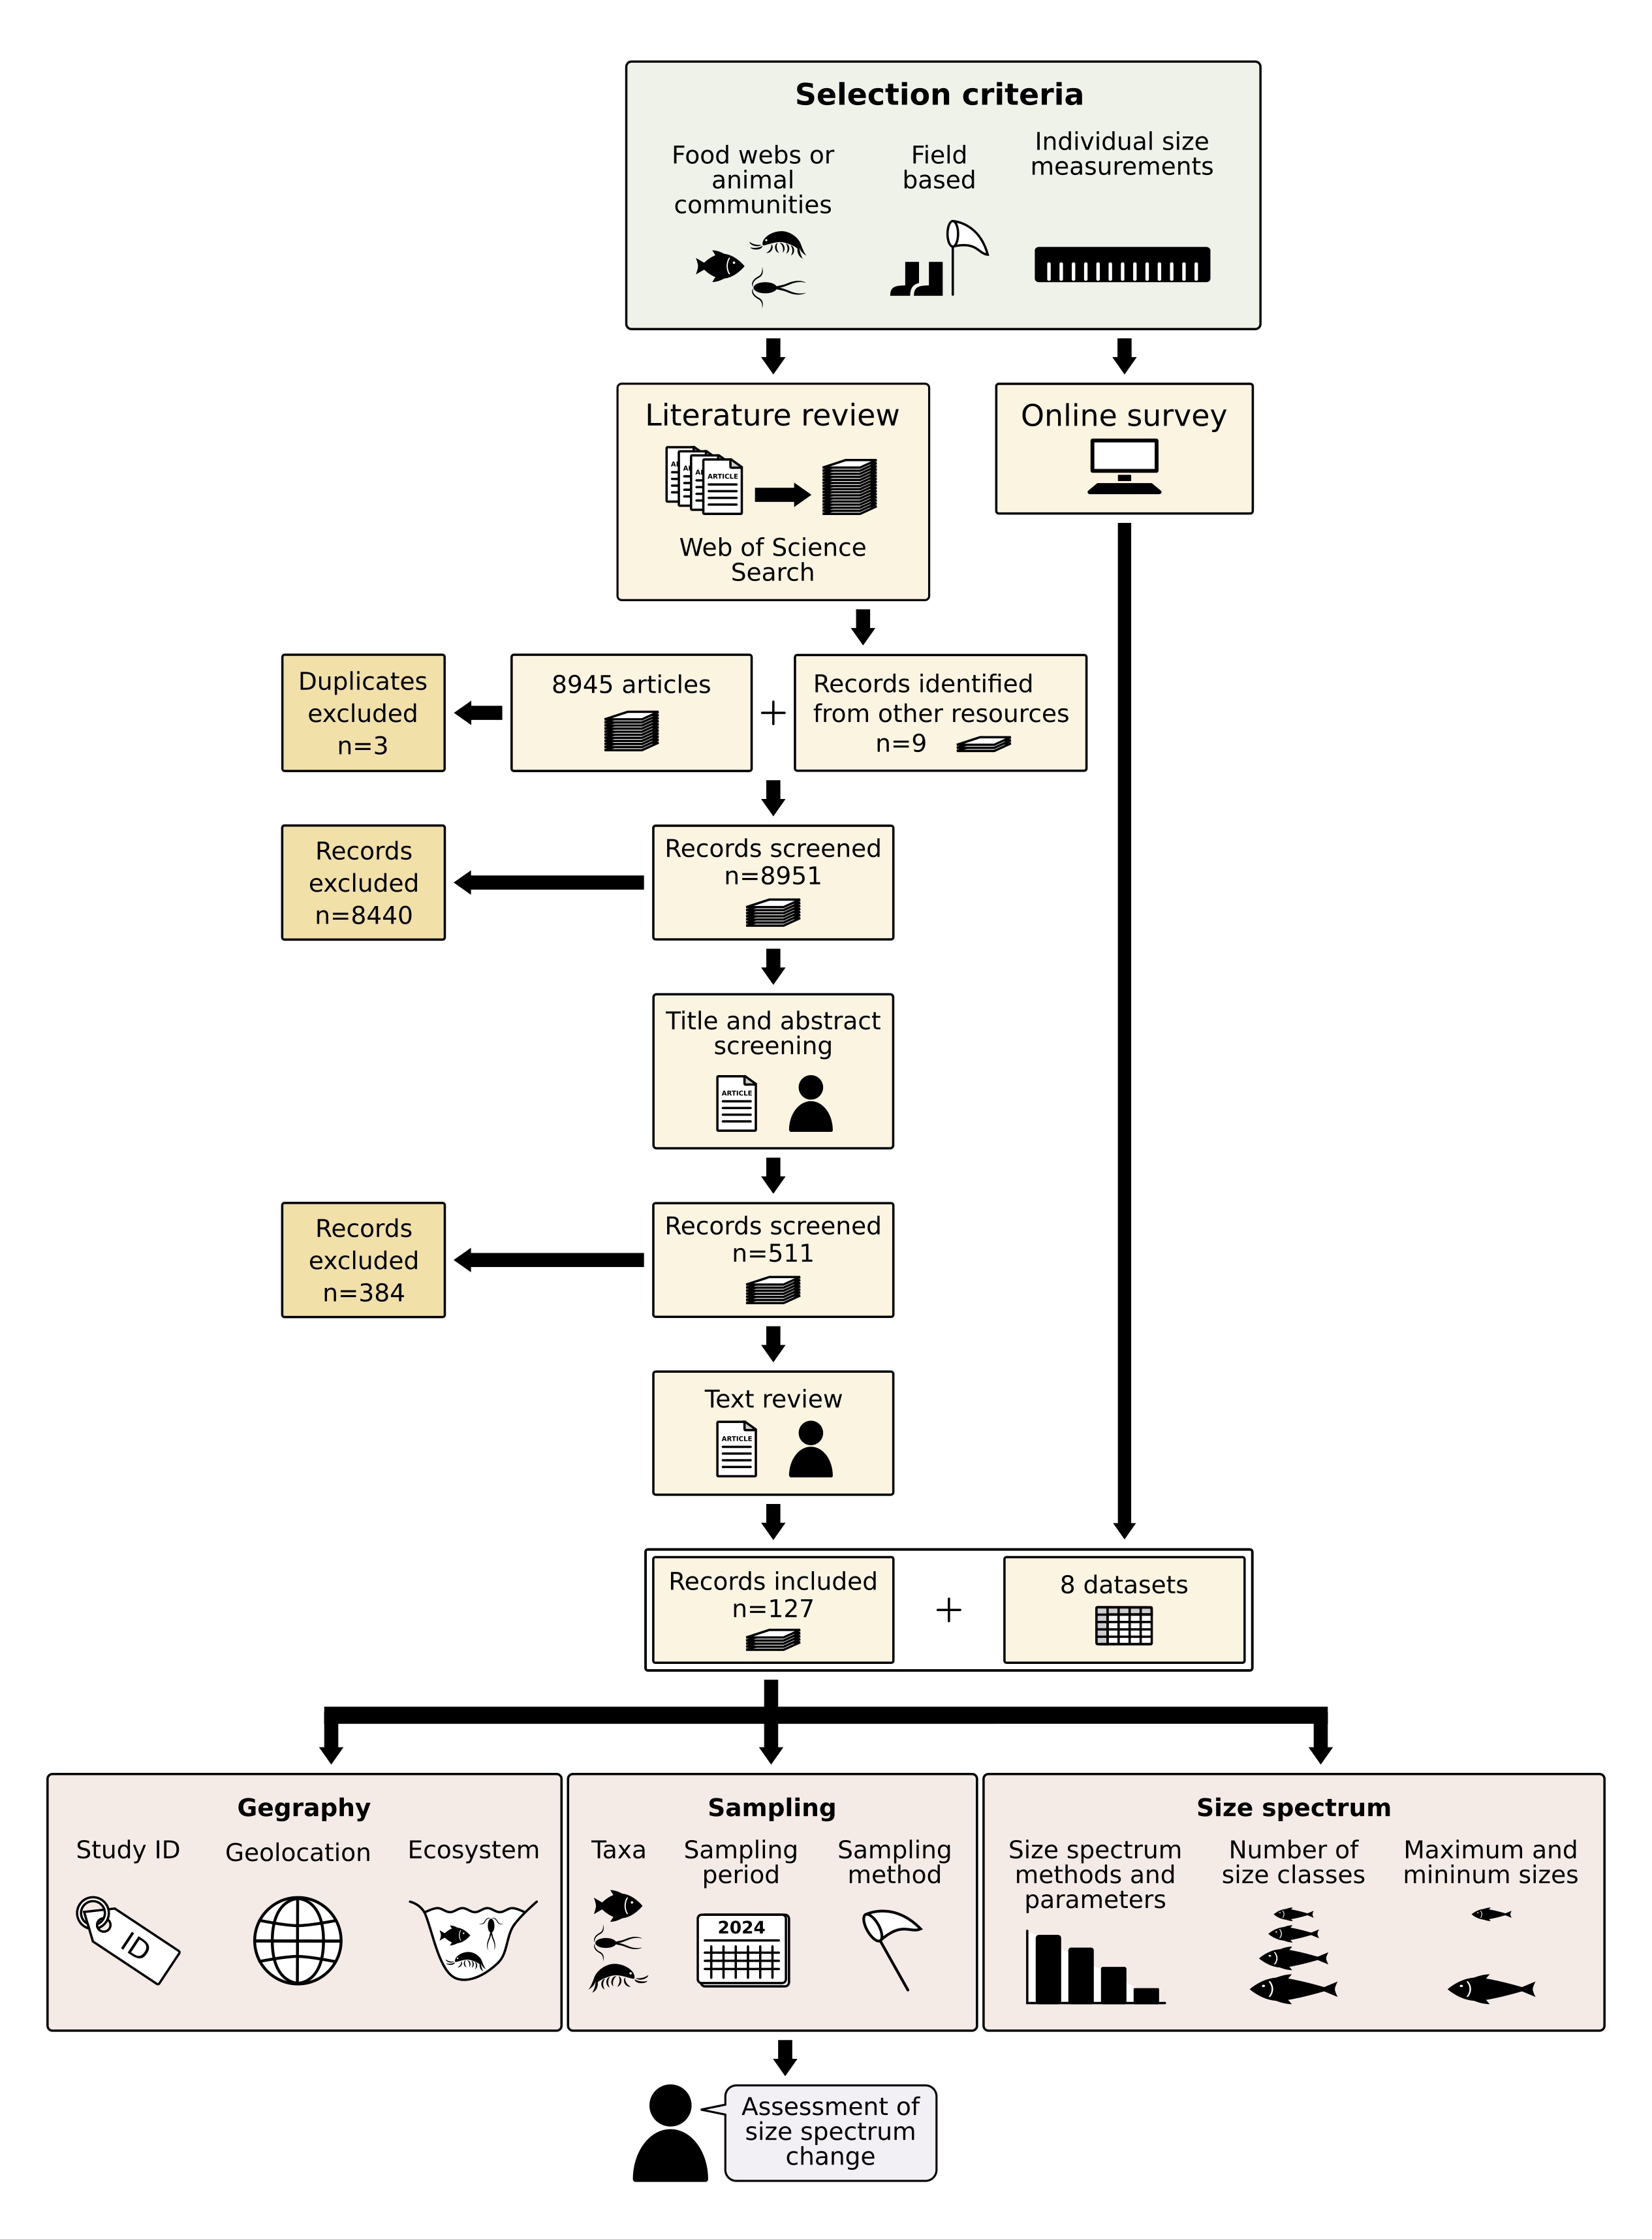 Selection criteria
Food webs or
animal
communities
Field
based
Individual size
measurements
Literature review
ARTICLE
Web of Science
Search
Online survey
Duplicates
excluded
n=3
8945 articles
+
Records identified
from other resources
n=9
Records
excluded
n=8440
Records screened
n=8951
Title and abstract
screening
ARTICLE
Records
excluded
n=384
Records screened
n=511
Text review
ARTICLE
Records included
n=127
+
8 datasets
Gegraphy
Study ID
Geolocation
Ecosystem
ID
Sampling
Taxa
Sampling
period
Sampling
method
2024
Size spectrum
Size spectrum
methods and
parameters
Number of
size classes
Maximum and
mininum sizes
Assessment of
size spectrum
change